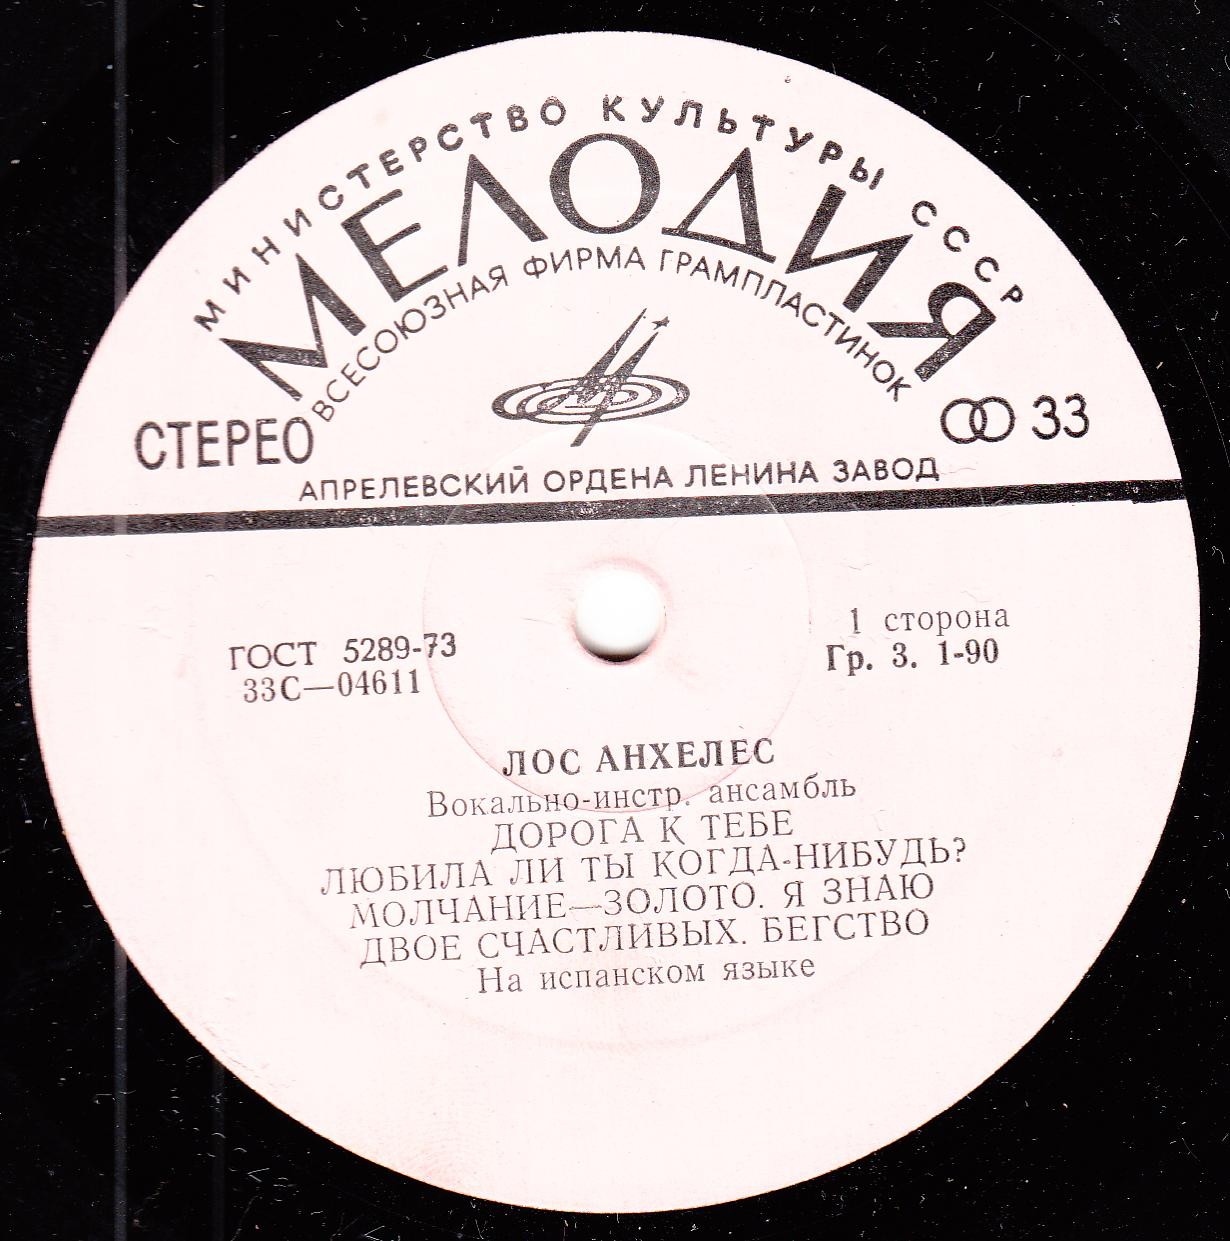 МИНИСТЕРСТВО КУЛЬТУРЫ СССР
МЕЛОДИЯ
ВСЕСОЮЗНАЯ ФИРМА ГРАМПЛАСТИНОК
СТЕРЕО
33
АПРЕЛЕВСКИЙ ОРДЕНА ЛЕНИНА ЗАВОД
ГОСТ 5289-73
33С—04611
1 сторона
Гр. 3. 1-90
ЛОС АНХЕЛЕС
Вокально-инстр. ансамбль
ДОРОГА К ТЕБЕ
ЛЮБИЛА ЛИ ТЫ КОГДА-НИБУДЬ?
МОЛЧАНИЕ—ЗОЛОТО. Я ЗНАЮ
ДВОЕ СЧАСТЛИВЫХ. БЕГСТВО
На испанском языке